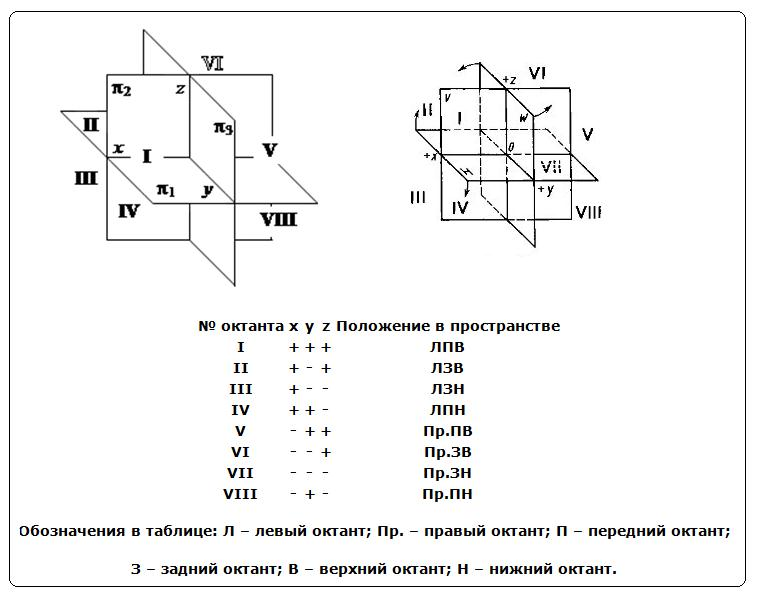 VI
π₂ z
II π₃
x I V
III
π₁ y
IV VIII
+z VI
V
II I W
V
+x 0 VII
H
III IV +y
VIII
№ октанта x y z Положение в пространстве
I + + + ЛПВ
II + - + ЛЗВ
III + - - ЛЗН
IV + + - ЛПН
V - + + Пр.ПВ
VI - - + Пр.ЗВ
VII - - - Пр.ЗН
VIII - + - Пр.ПН
Обозначения в таблице: Л – левый октант; Пр. – правый октант; П – передний октант;
З – задний октант; В – верхний октант; Н – нижний октант.